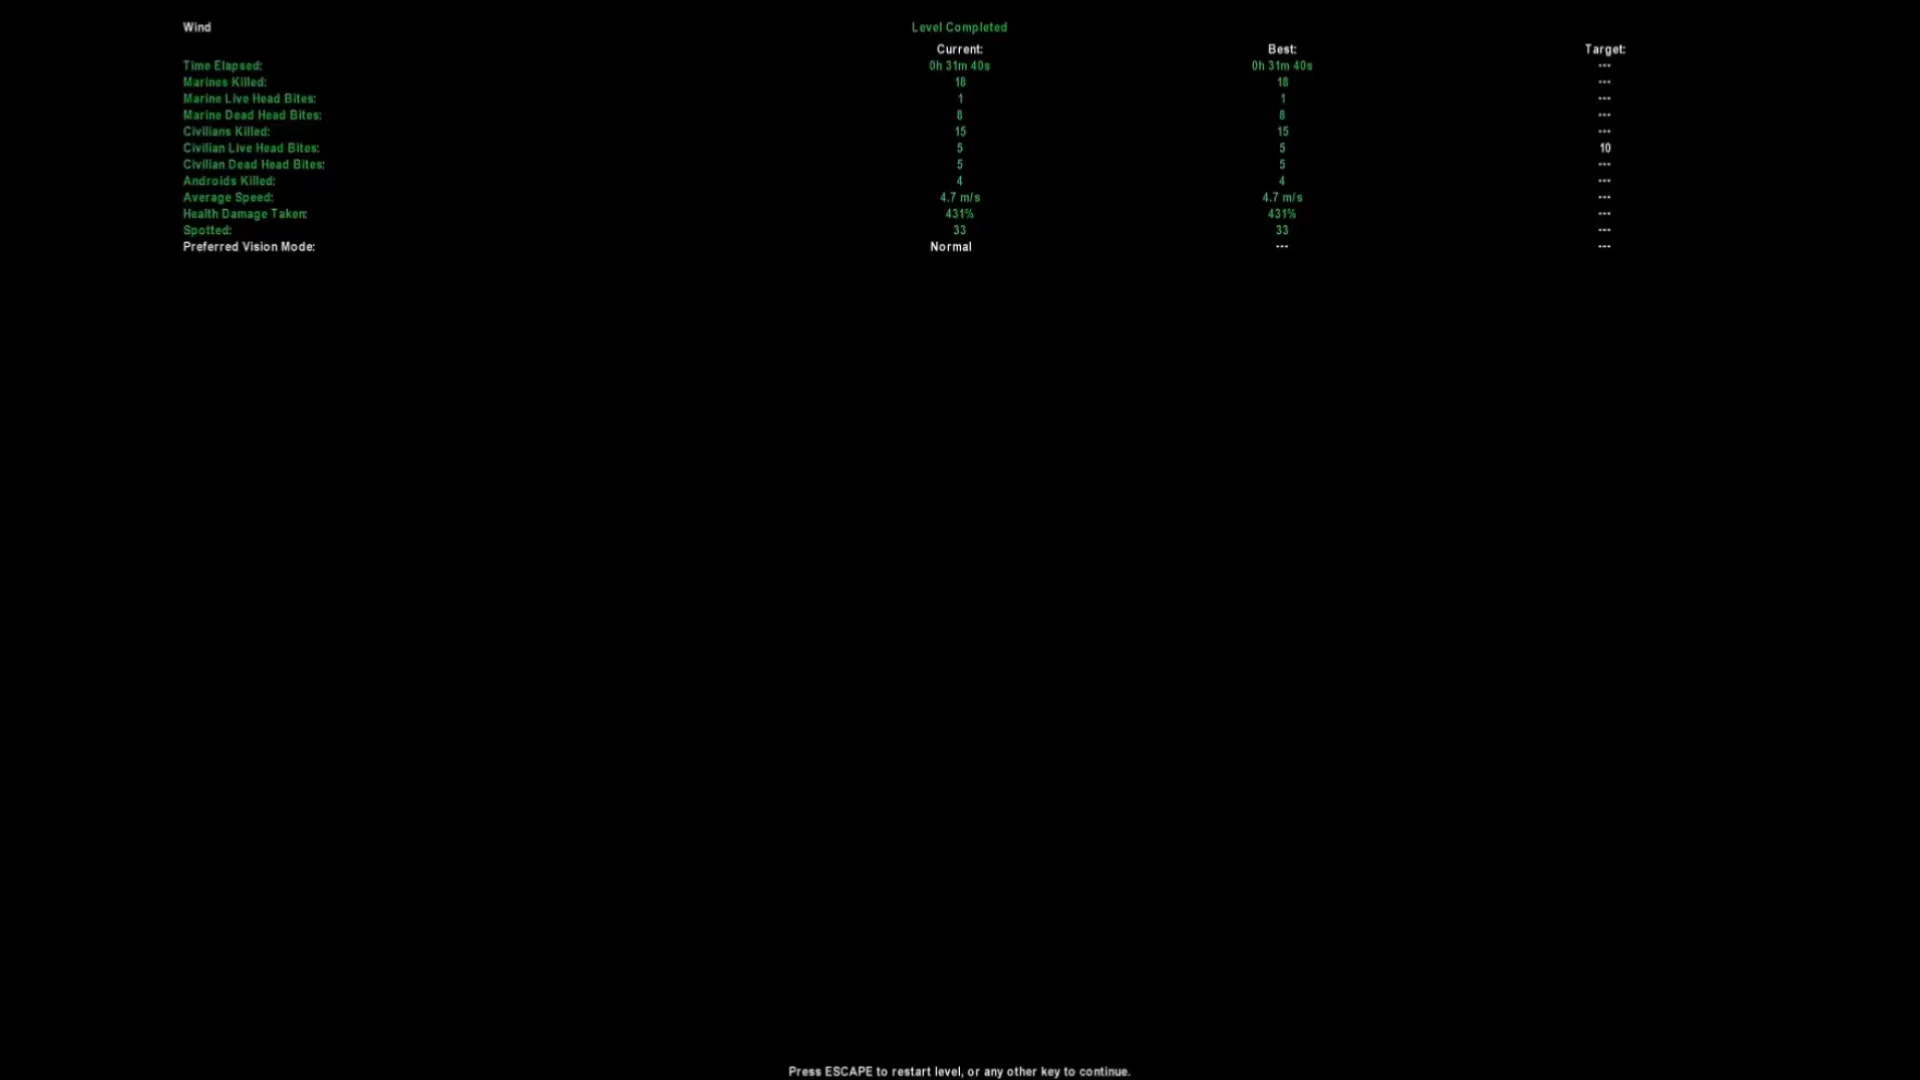 Wind Level Completed
Current: Best: Target:
Time Elapsed: 0h 31m 40s 0h 31m 40s ---
Marines Killed: 18 18 ---
Marine Live Head Bites: 1 1 ---
Marine Dead Head Bites: 8 8 ---
Civilians Killed: 15 15 ---
Civilian Live Head Bites: 5 5 10
Civilian Dead Head Bites: 5 5 ---
Androids Killed: 4 4 ---
Average Speed: 4.7 m/s 4.7 m/s ---
Health Damage Taken: 431% 431% ---
Spotted: 33 33 ---
Preferred Vision Mode: Normal --- ---
Press ESCAPE to restart level, or any other key to continue.